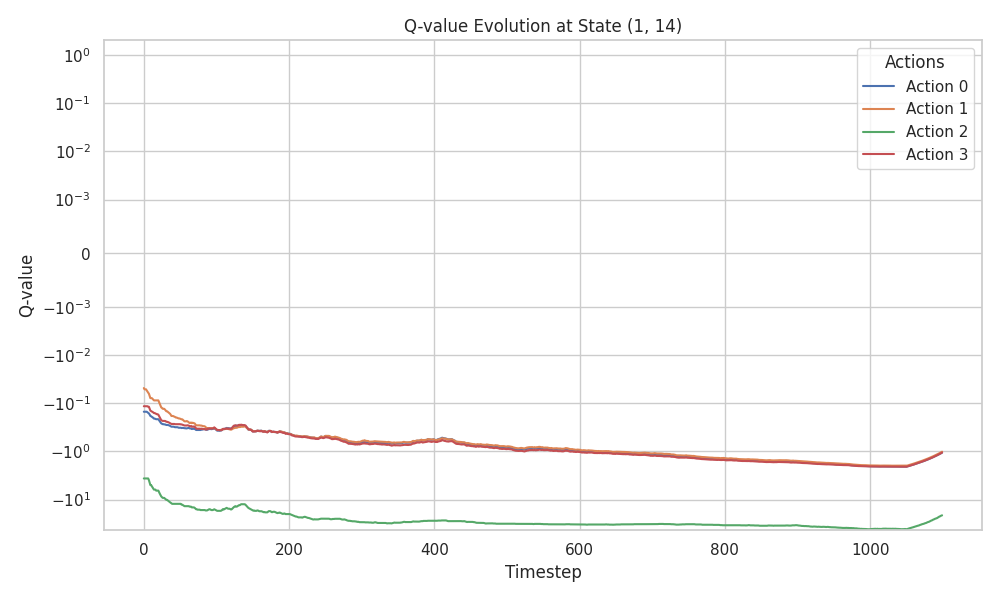 Q-value Evolution at State (1, 14)
Q-value
10⁰
10⁻¹
10⁻²
10⁻³
0
−10⁻³
−10⁻²
−10⁻¹
−10⁰
−10¹
Actions
Action 0
Action 1
Action 2
Action 3
0 200 400 600 800 1000
Timestep